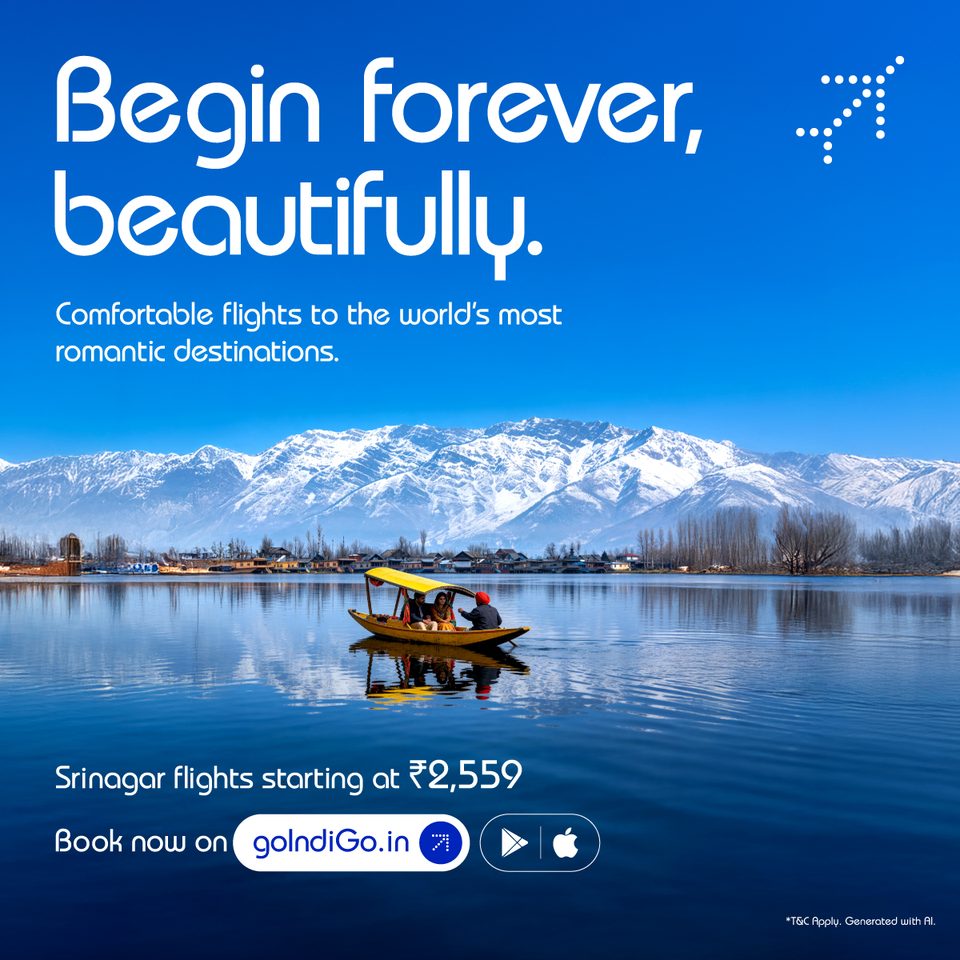 Begin forever,
beautifully.
Comfortable flights to the world's most
romantic destinations.
Srinagar flights starting at ₹2,559
Book now on goIndiGo.in
*T&C Apply. Generated with AI.